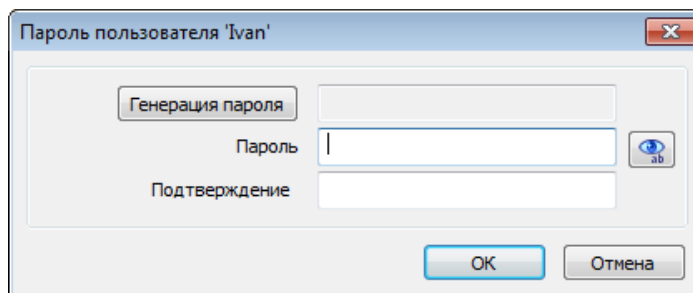 Пароль пользователя 'Ivan'
Генерация пароля
Пароль
ab
Подтверждение
OK
Отмена